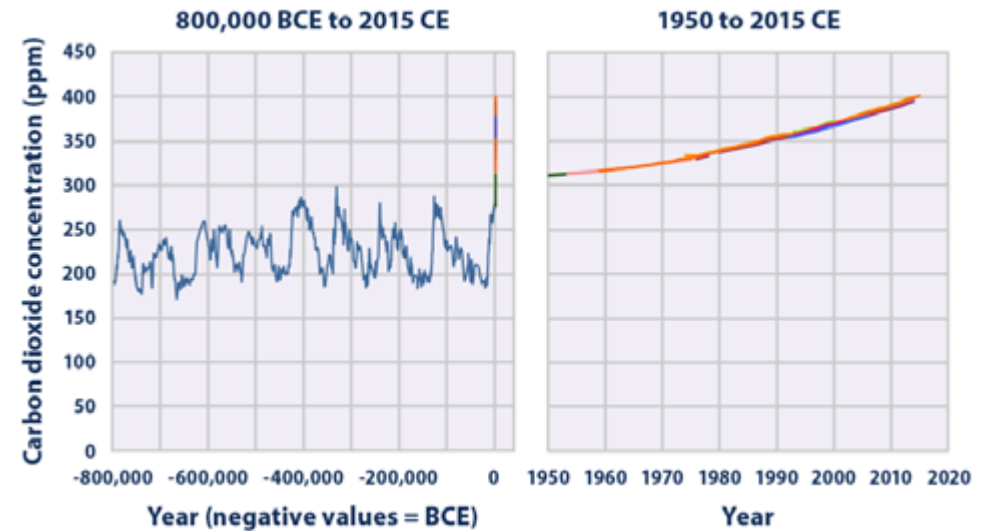 800,000 BCE to 2015 CE
1950 to 2015 CE
Carbon dioxide concentration (ppm)
450
400
350
300
250
200
150
100
50
0
-800,000 -600,000 -400,000 -200,000 0
1950 1960 1970 1980 1990 2000 2010 2020
Year (negative values = BCE)
Year